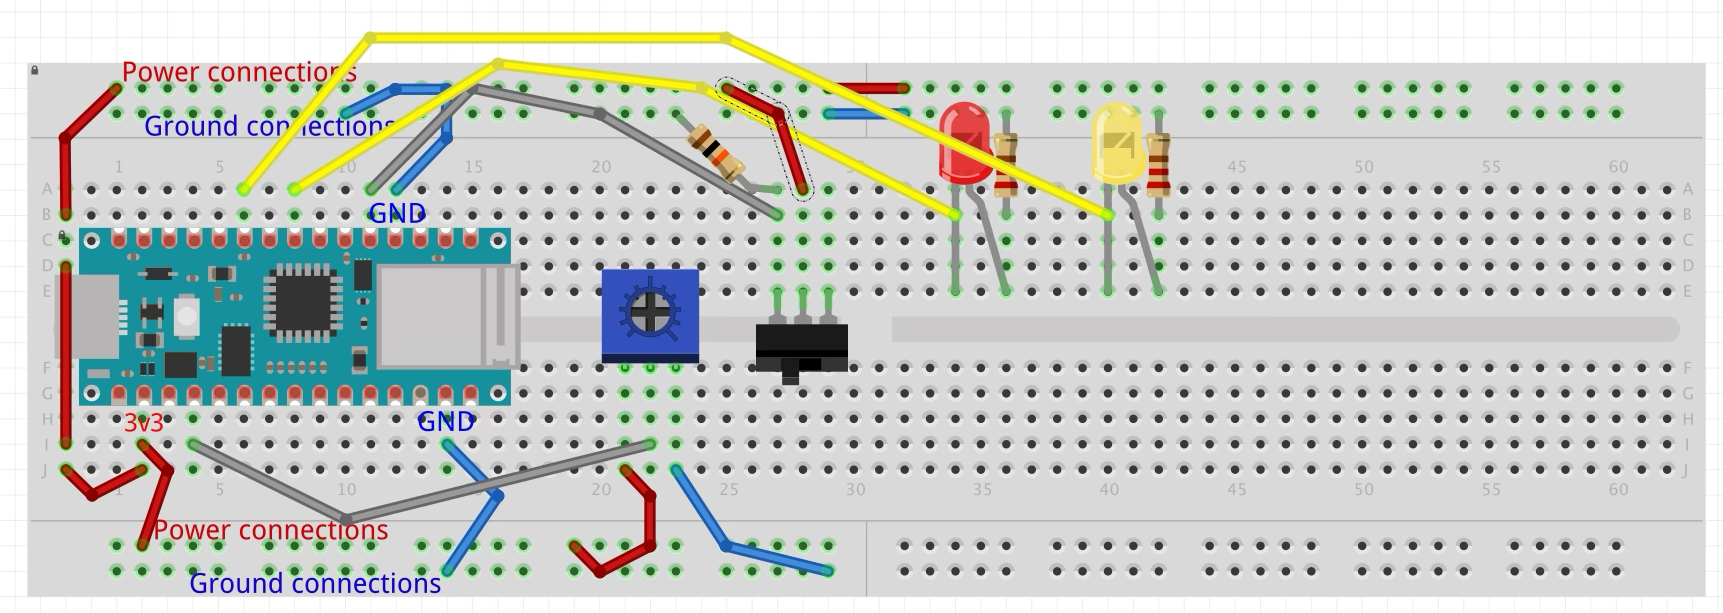 Power connections
Ground connections
1 5 10 15 20 30 35 40 45 50 55 60
A A
B GND B
C C
D D
E E
F F
G G
H 3v3 GND H
I I
J J
1 5 10 15 20 25 30 35 40 45 50 55 60
Power connections
Ground connections